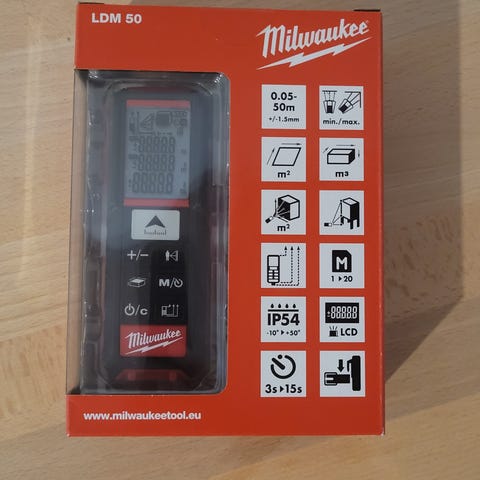 LDM 50
Milwaukee
0.05-
50m
+/-1.5mm
min./max.
m²
m³
m²
M
1▸20
IP54
-10° ▸ +50°
-88888
LCD
3s▸15s
+/−
M/
/c
Milwaukee
www.milwaukeetool.eu